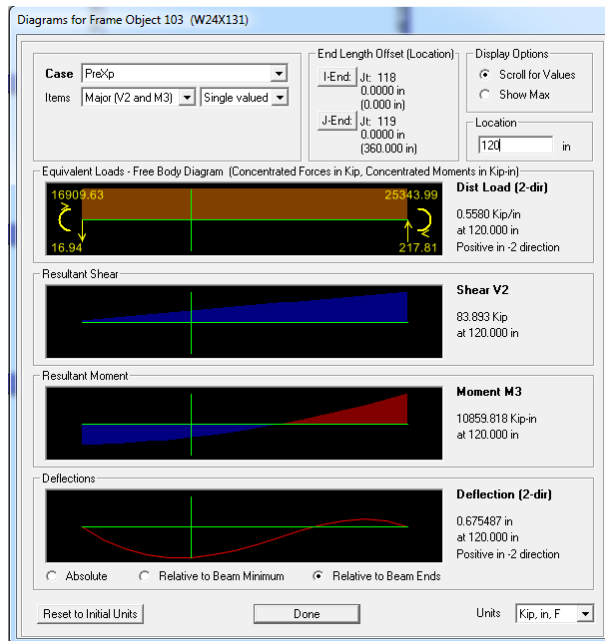 Diagrams for Frame Object 103 (W24X131)
Case PreXp
Items Major (V2 and M3) Single valued
End Length Offset (Location)
I-End: Jt: 118
0.0000 in
(0.000 in)
J-End: Jt: 119
0.0000 in
(360.000 in)
Display Options
Scroll for Values
Show Max
Location
120 in
Equivalent Loads - Free Body Diagram (Concentrated Forces in Kip, Concentrated Moments in Kip-in)
16909.63 25343.99
16.94 217.81
Dist Load (2-dir)
0.5580 Kip/in
at 120.000 in
Positive in -2 direction
Resultant Shear
Shear V2
83.893 Kip
at 120.000 in
Resultant Moment
Moment M3
10859.818 Kip-in
at 120.000 in
Deflections
Deflection (2-dir)
0.675487 in
at 120.000 in
Positive in -2 direction
Absolute Relative to Beam Minimum Relative to Beam Ends
Reset to Initial Units Done Units Kip, in, F